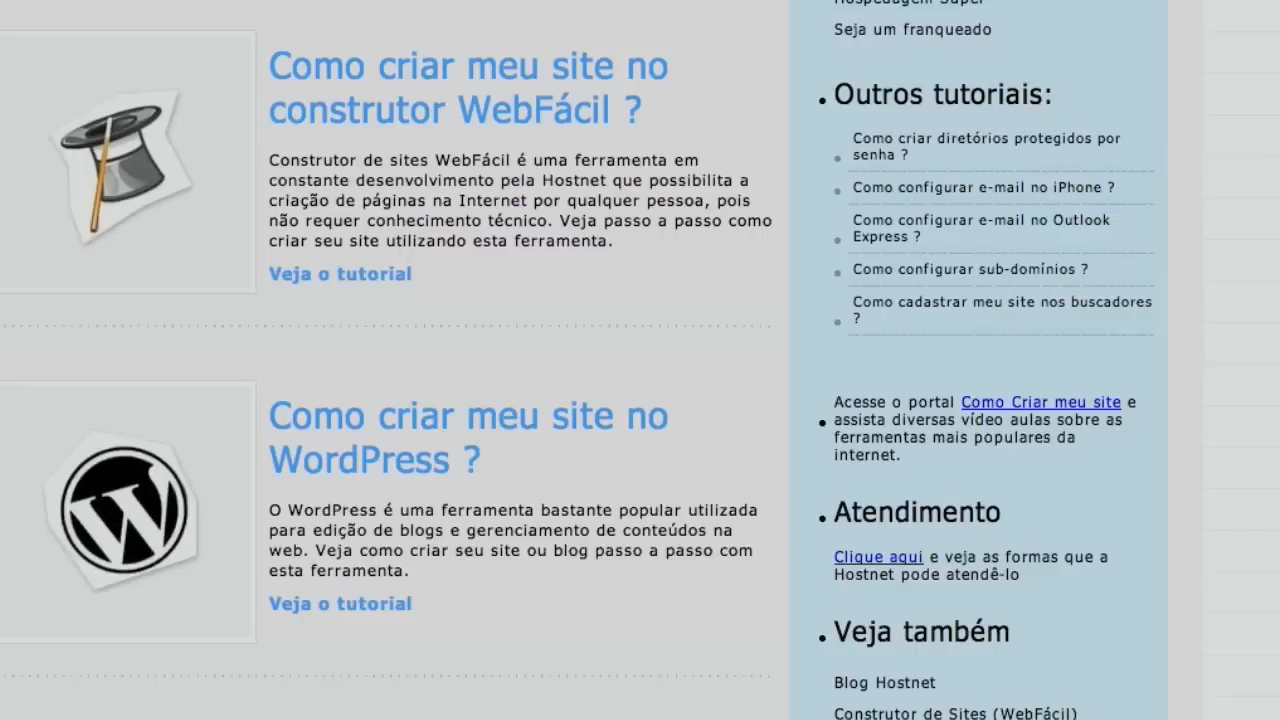 Como criar meu site no
construtor WebFácil ?
Construtor de sites WebFácil é uma ferramenta em
constante desenvolvimento pela Hostnet que possibilita a
criação de páginas na Internet por qualquer pessoa, pois
não requer conhecimento técnico. Veja passo a passo como
criar seu site utilizando esta ferramenta.
Veja o tutorial
Como criar meu site no
WordPress ?
O WordPress é uma ferramenta bastante popular utilizada
para edição de blogs e gerenciamento de conteúdos na
web. Veja como criar seu site ou blog passo a passo com
esta ferramenta.
Veja o tutorial
Hospedagem Super
Seja um franqueado
Outros tutoriais:
Como criar diretórios protegidos por
senha ?
Como configurar e-mail no iPhone ?
Como configurar e-mail no Outlook
Express ?
Como configurar sub-domínios ?
Como cadastrar meu site nos buscadores
?
Acesse o portal Como Criar meu site e
assista diversas vídeo aulas sobre as
ferramentas mais populares da
internet.
Atendimento
Clique aqui e veja as formas que a
Hostnet pode atendê-lo
Veja também
Blog Hostnet
Construtor de Sites (WebFácil)